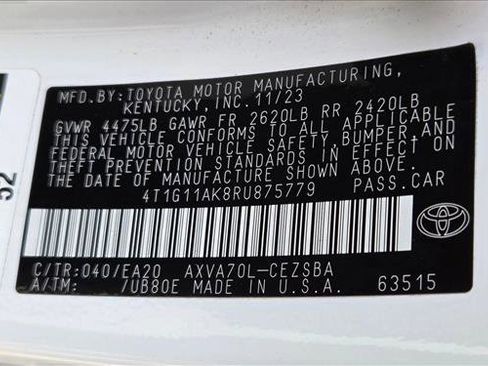 MFD.BY:TOYOTA MOTOR MANUFACTURING,
KENTUCKY,INC.11/23
GVWR 4475LB GAWR FR 2620LB RR 2420LB
THIS VEHICLE CONFORMS TO ALL APPLICABLE
FEDERAL MOTOR VEHICLE SAFETY,BUMPER,AND
THEFT PREVENTION STANDARDS IN EFFECT ON
THE DATE OF MANUFACTURE SHOWN ABOVE.
4T1G11AK8RU875779 PASS.CAR
C/TR:040/EA20 AXVA70L-CEZSBA
A/TM: /UB80E MADE IN U.S.A. 63515
TOYOTA
52